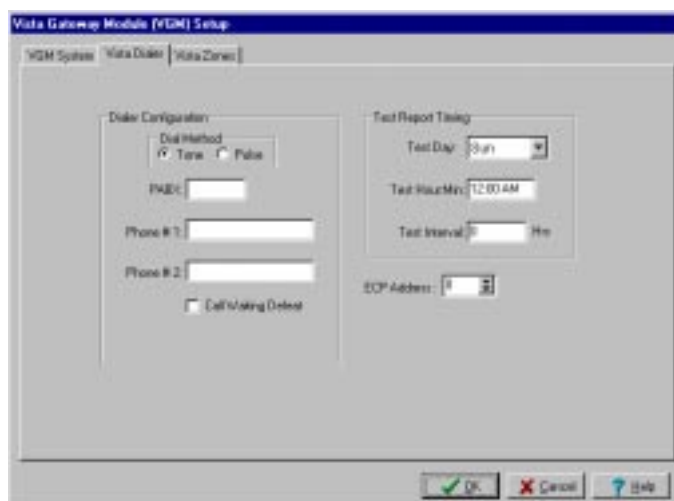 Vista Gateway Module (VGM) Setup
VGM System Vista Dialer Vista Zones
Dialer Configuration
Dial Method
Tone Pulse
PABX:
Phone # 1:
Phone # 2:
Call Waiting Defeat
Test Report Timing
Test Day: Sun
Test Hour:Min: 12:00 AM
Test Interval: Hrs
ECP Address:
OK Cancel Help